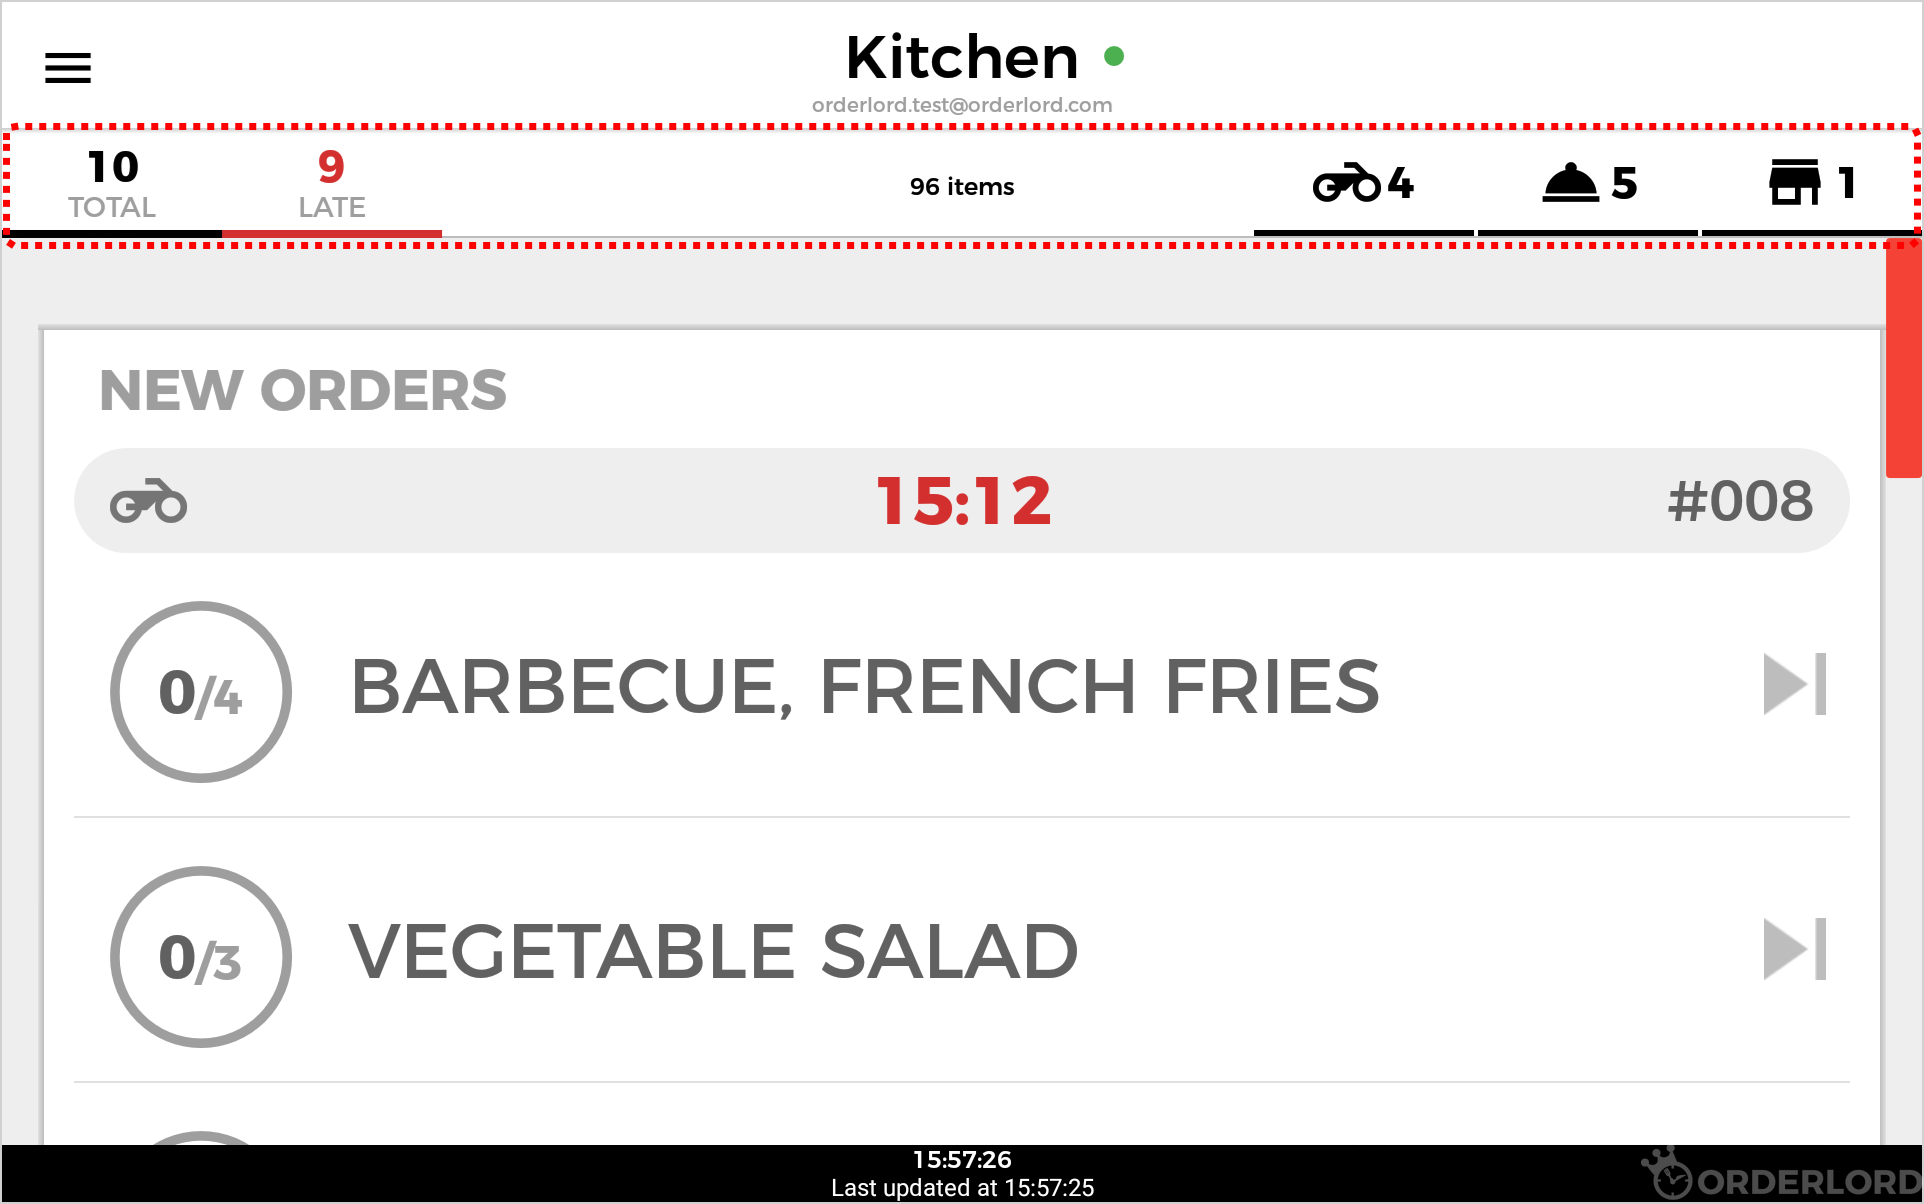 Kitchen
orderlord.test@orderlord.com
10
TOTAL
9
LATE
96 items
4
5
1
NEW ORDERS
15:12
#008
0/4
BARBECUE, FRENCH FRIES
0/3
VEGETABLE SALAD
15:57:26
Last updated at 15:57:25
ORDERLORD